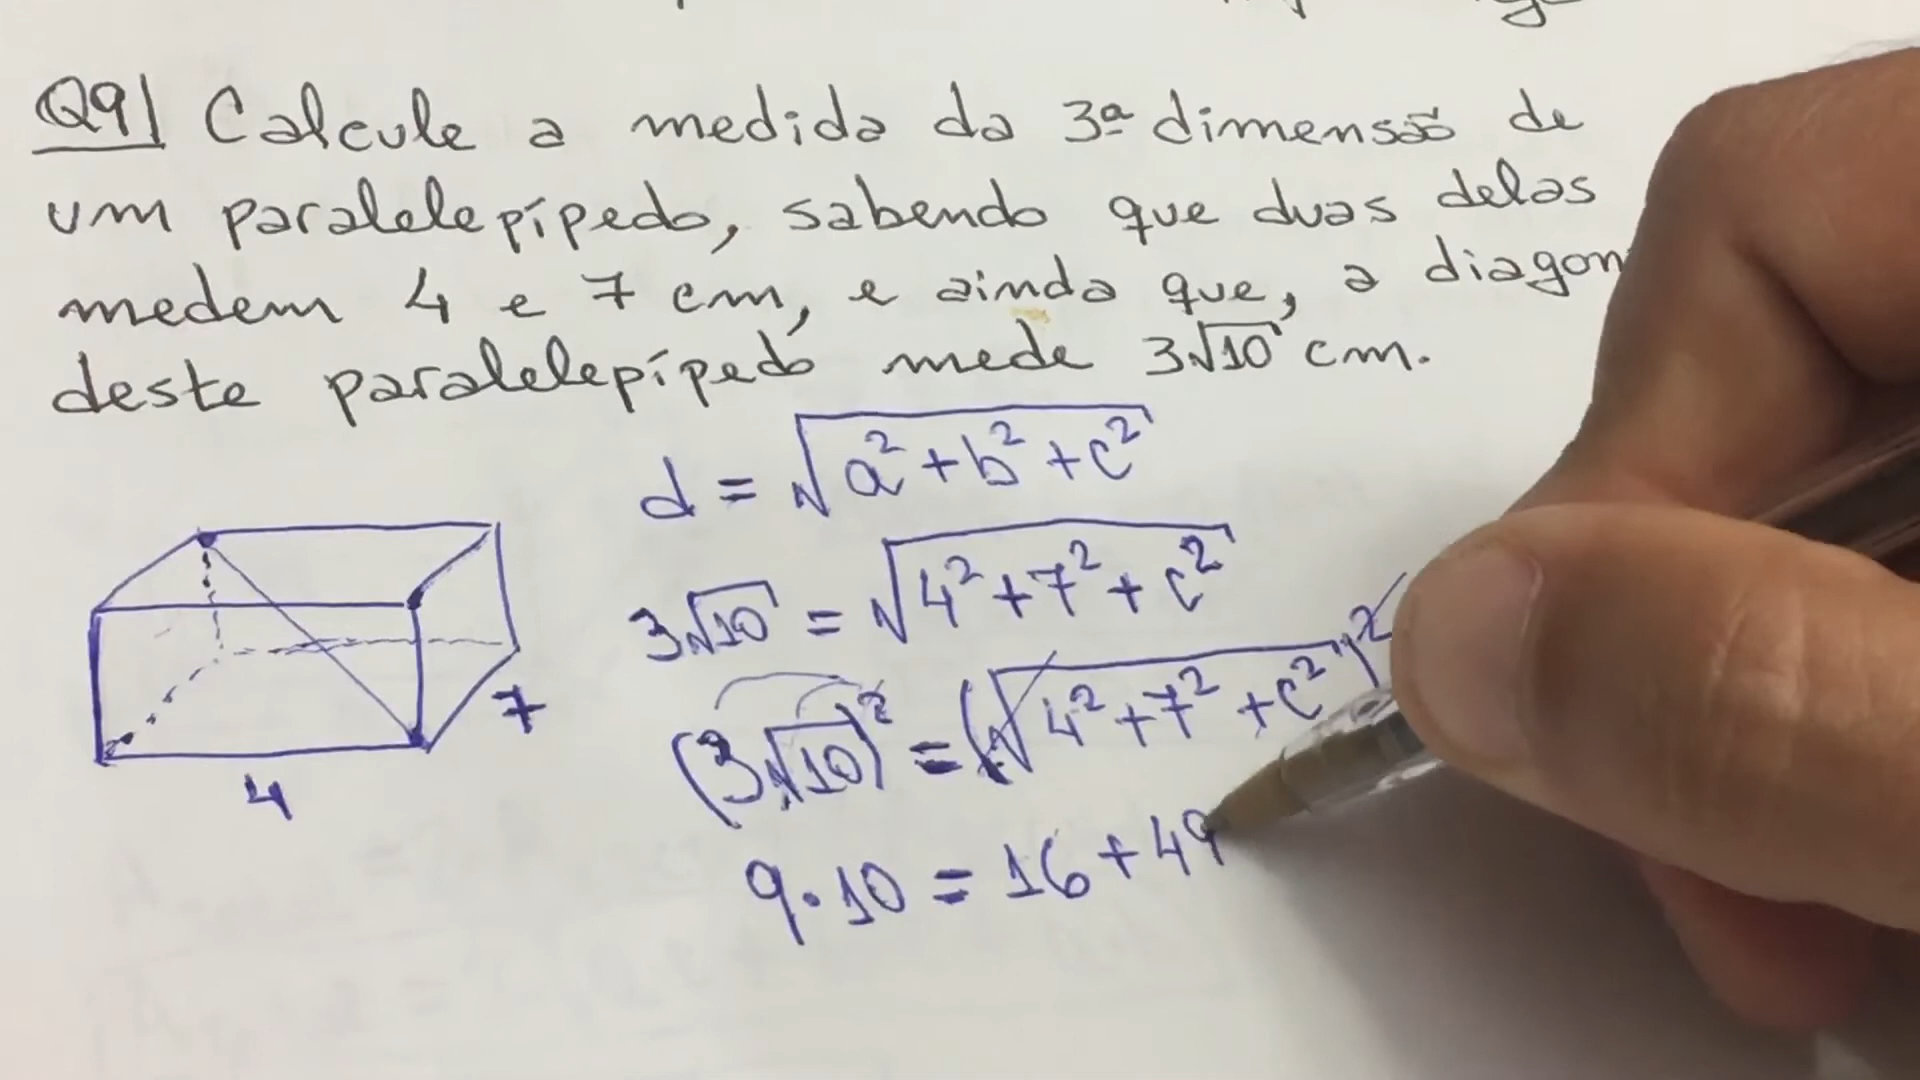 Q9| Calcule a medida da 3ª dimensão de
um paralelepípedo, sabendo que duas delas
medem 4 e 7 cm, e ainda que, a diagon
deste paralelepípedo mede 3√10 cm.
d = √a² + b² + c²
3√10 = √4² + 7² + c²
(3√10)² = (√4² + 7² + c²)²
9 · 10 = 16 + 49
7
4